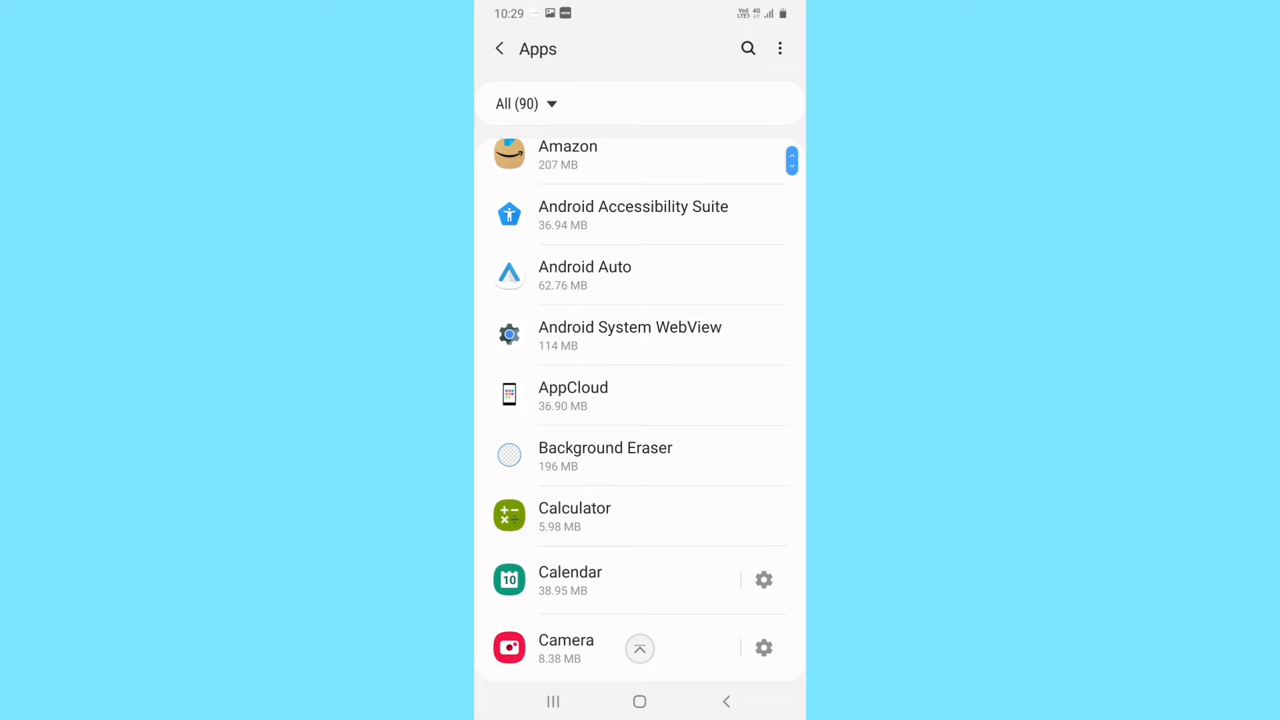 10:29
Apps
All (90)
Amazon
207 MB
Android Accessibility Suite
36.94 MB
Android Auto
62.76 MB
Android System WebView
114 MB
AppCloud
36.90 MB
Background Eraser
196 MB
Calculator
5.98 MB
Calendar
38.95 MB
10
Camera
8.38 MB